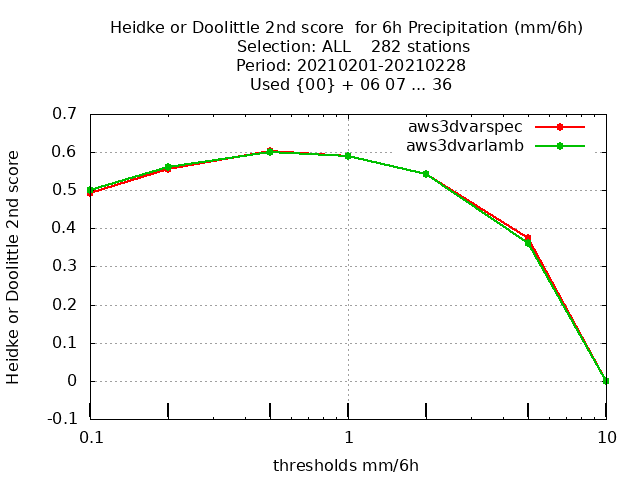 Heidke or Doolittle 2nd score  for 6h Precipitation (mm/6h)
Selection: ALL    282 stations
Period: 20210201-20210228
Used {00} + 06 07 ... 36
aws3dvarspec
aws3dvarlamb
0.7
0.6
0.5
0.4
0.3
0.2
0.1
0
-0.1
Heidke or Doolittle 2nd score
0.1 1 10
thresholds mm/6h